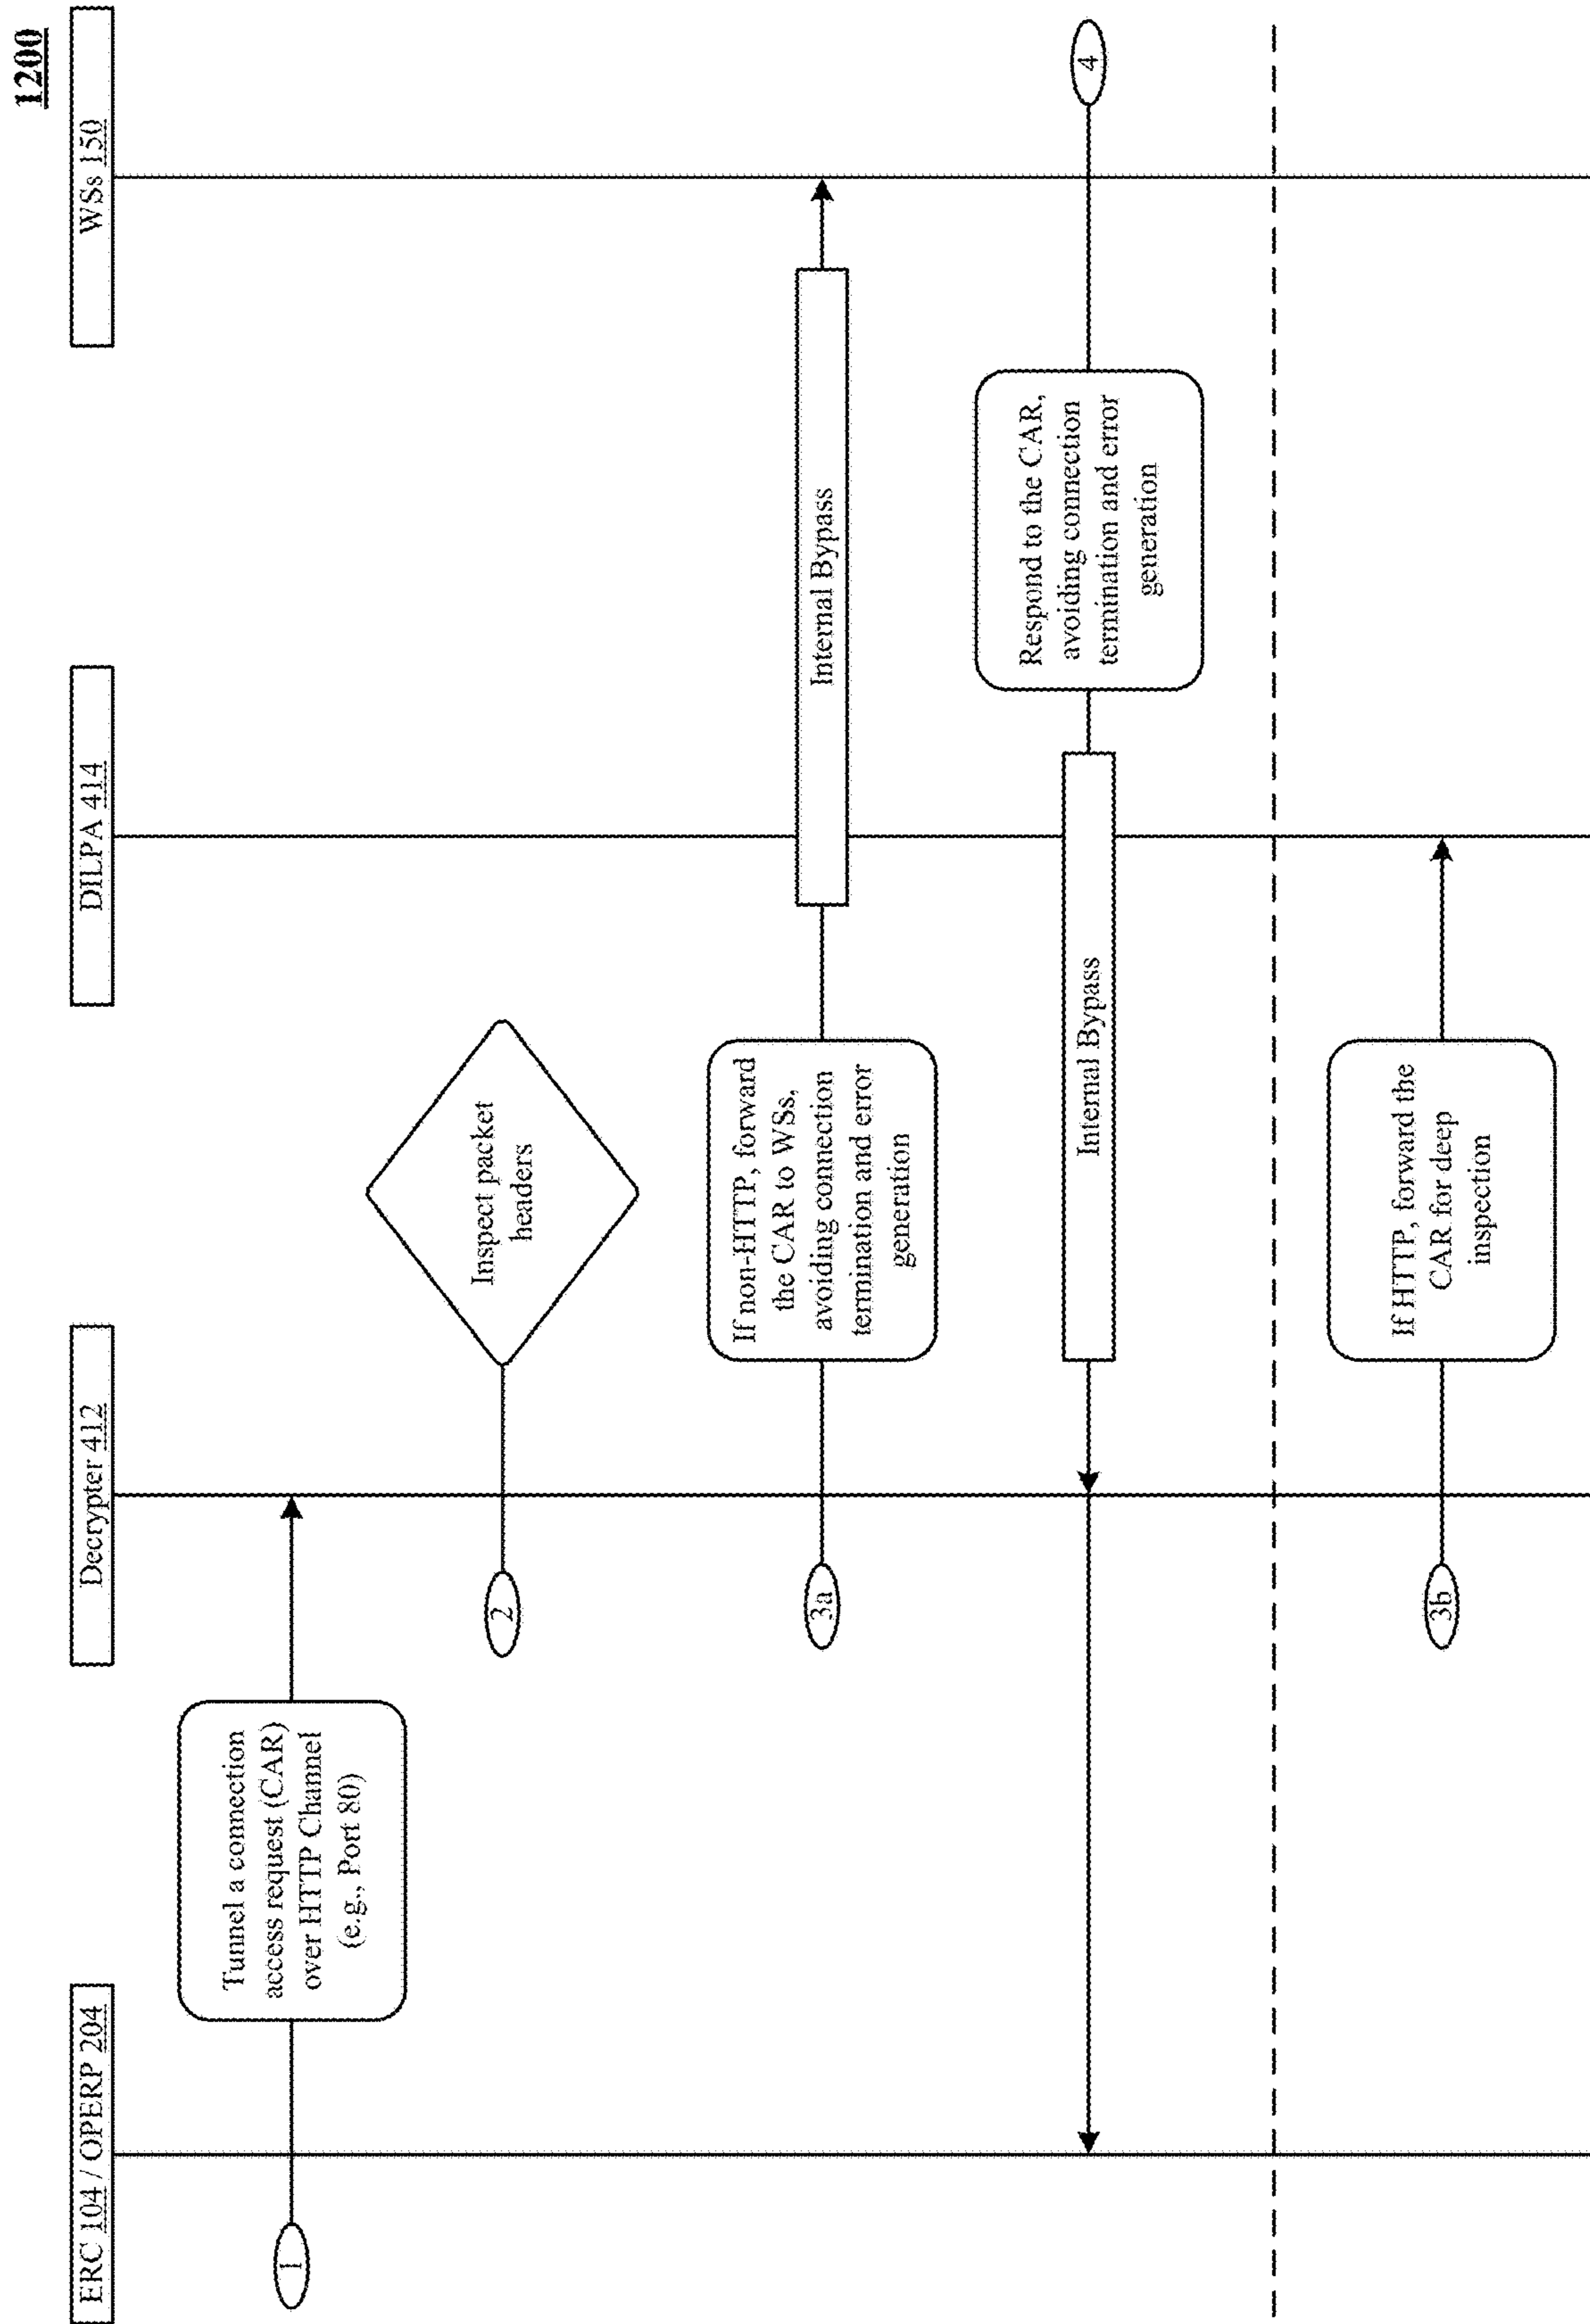 1200
ERC 104 / OPERP 204
Decrypter 412
DILPA 414
WSs 150
1
Tunnel a connection
access request (CAR)
over HTTP Channel
(e.g., Port 80)
2
Inspect packet
headers
3a
If non-HTTP, forward
the CAR to WSs,
avoiding connection
termination and error
generation
Internal Bypass
4
Respond to the CAR,
avoiding connection
termination and error
generation
Internal Bypass
3b
If HTTP, forward the
CAR for deep
inspection